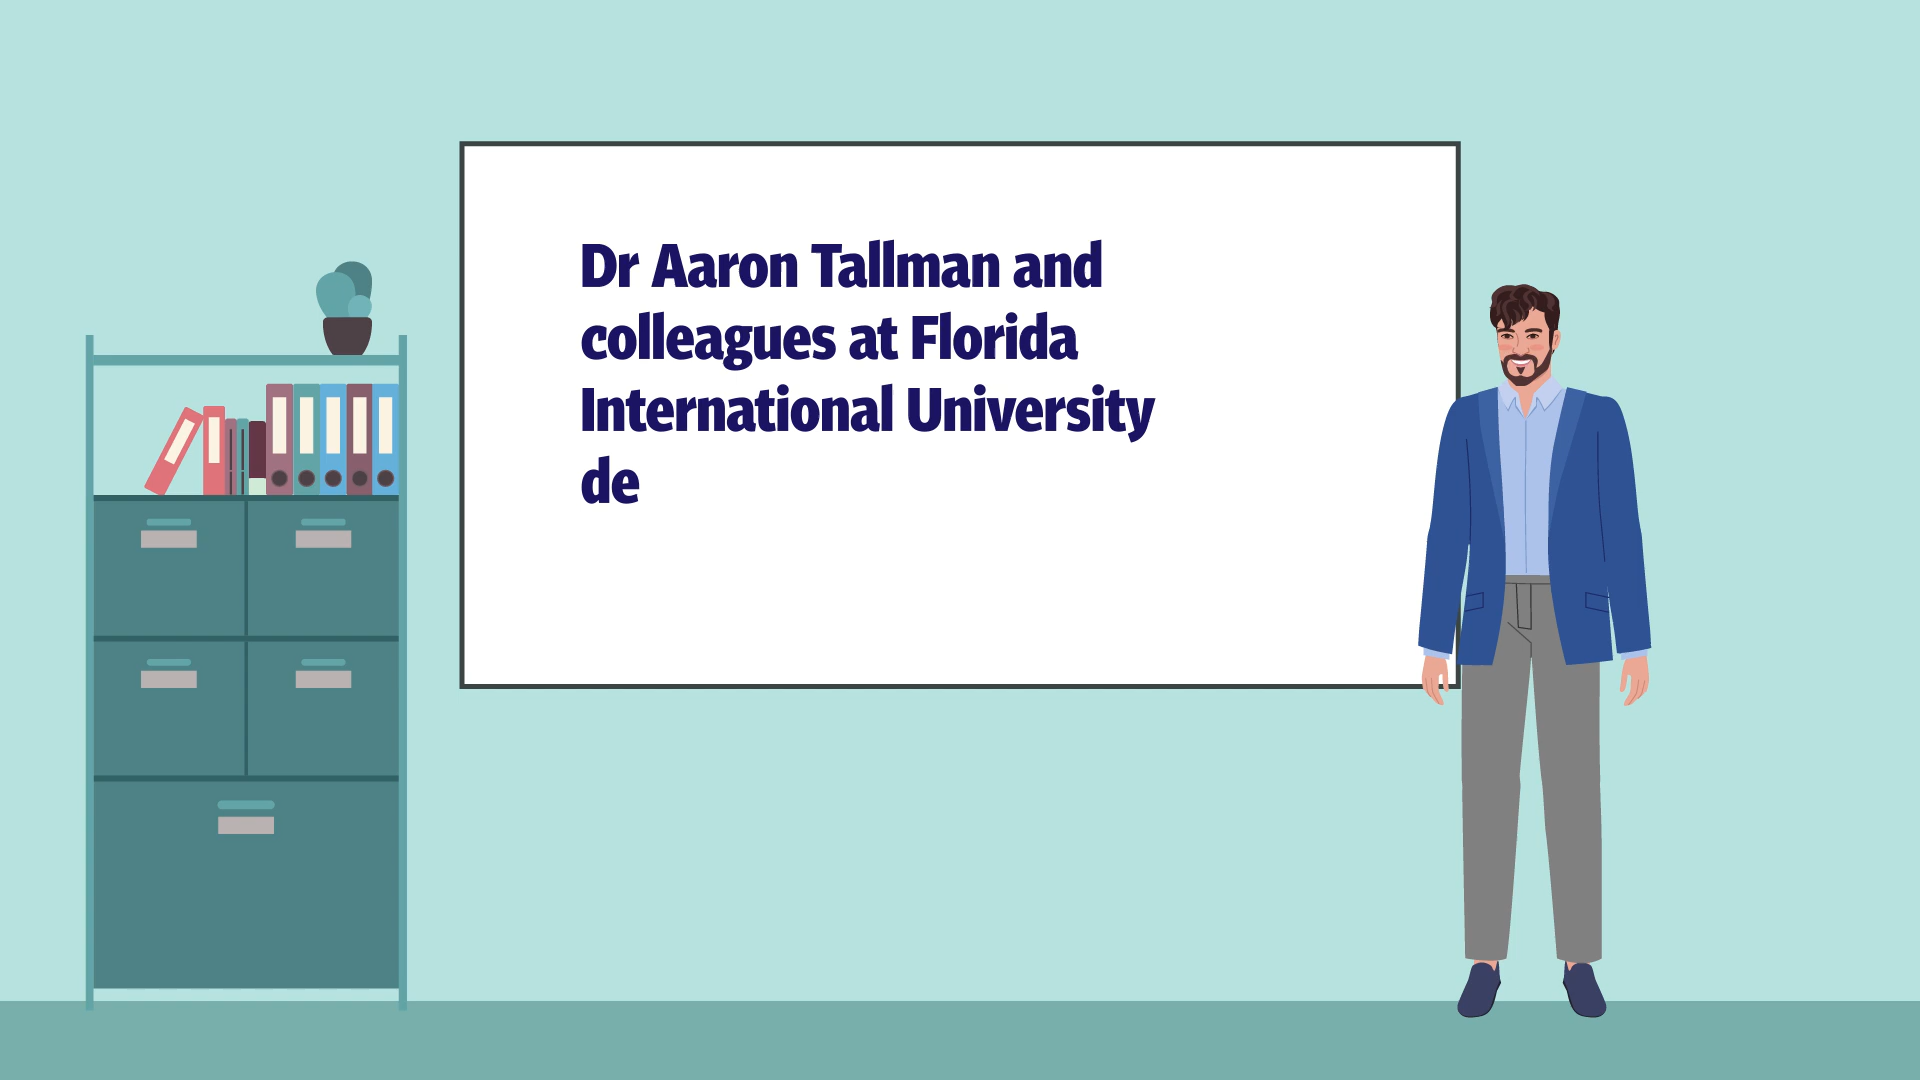 Dr Aaron Tallman and
colleagues at Florida
International University
de